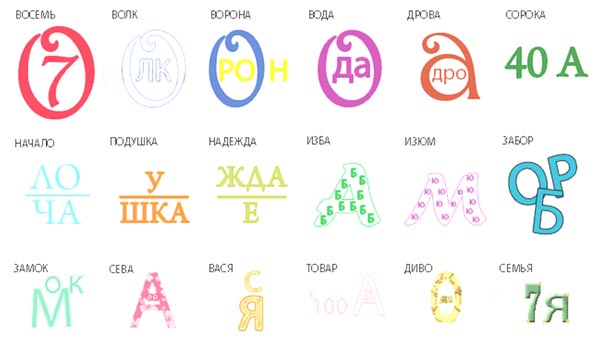 ВОСЕМЬ ВОЛК ВОРОНА ВОДА ДРОВА СОРОКА
О 7 О ЛК О РО Н О да а дро 40 А
НАЧАЛО ПОДУШКА НАДЕЖДА ИЗБА ИЗЮМ ЗАБОР
ЛО У ЖДА А Б Б Б Б Б Б Б Б Б М ю ю ю ю ю ю ю ю ю О Р Б
ЧА ШКА Е
ЗАМОК СЕВА ВАСЯ ТОВАР ДИВО СЕМЬЯ
ОК С
М А Я '100 А О 7Я